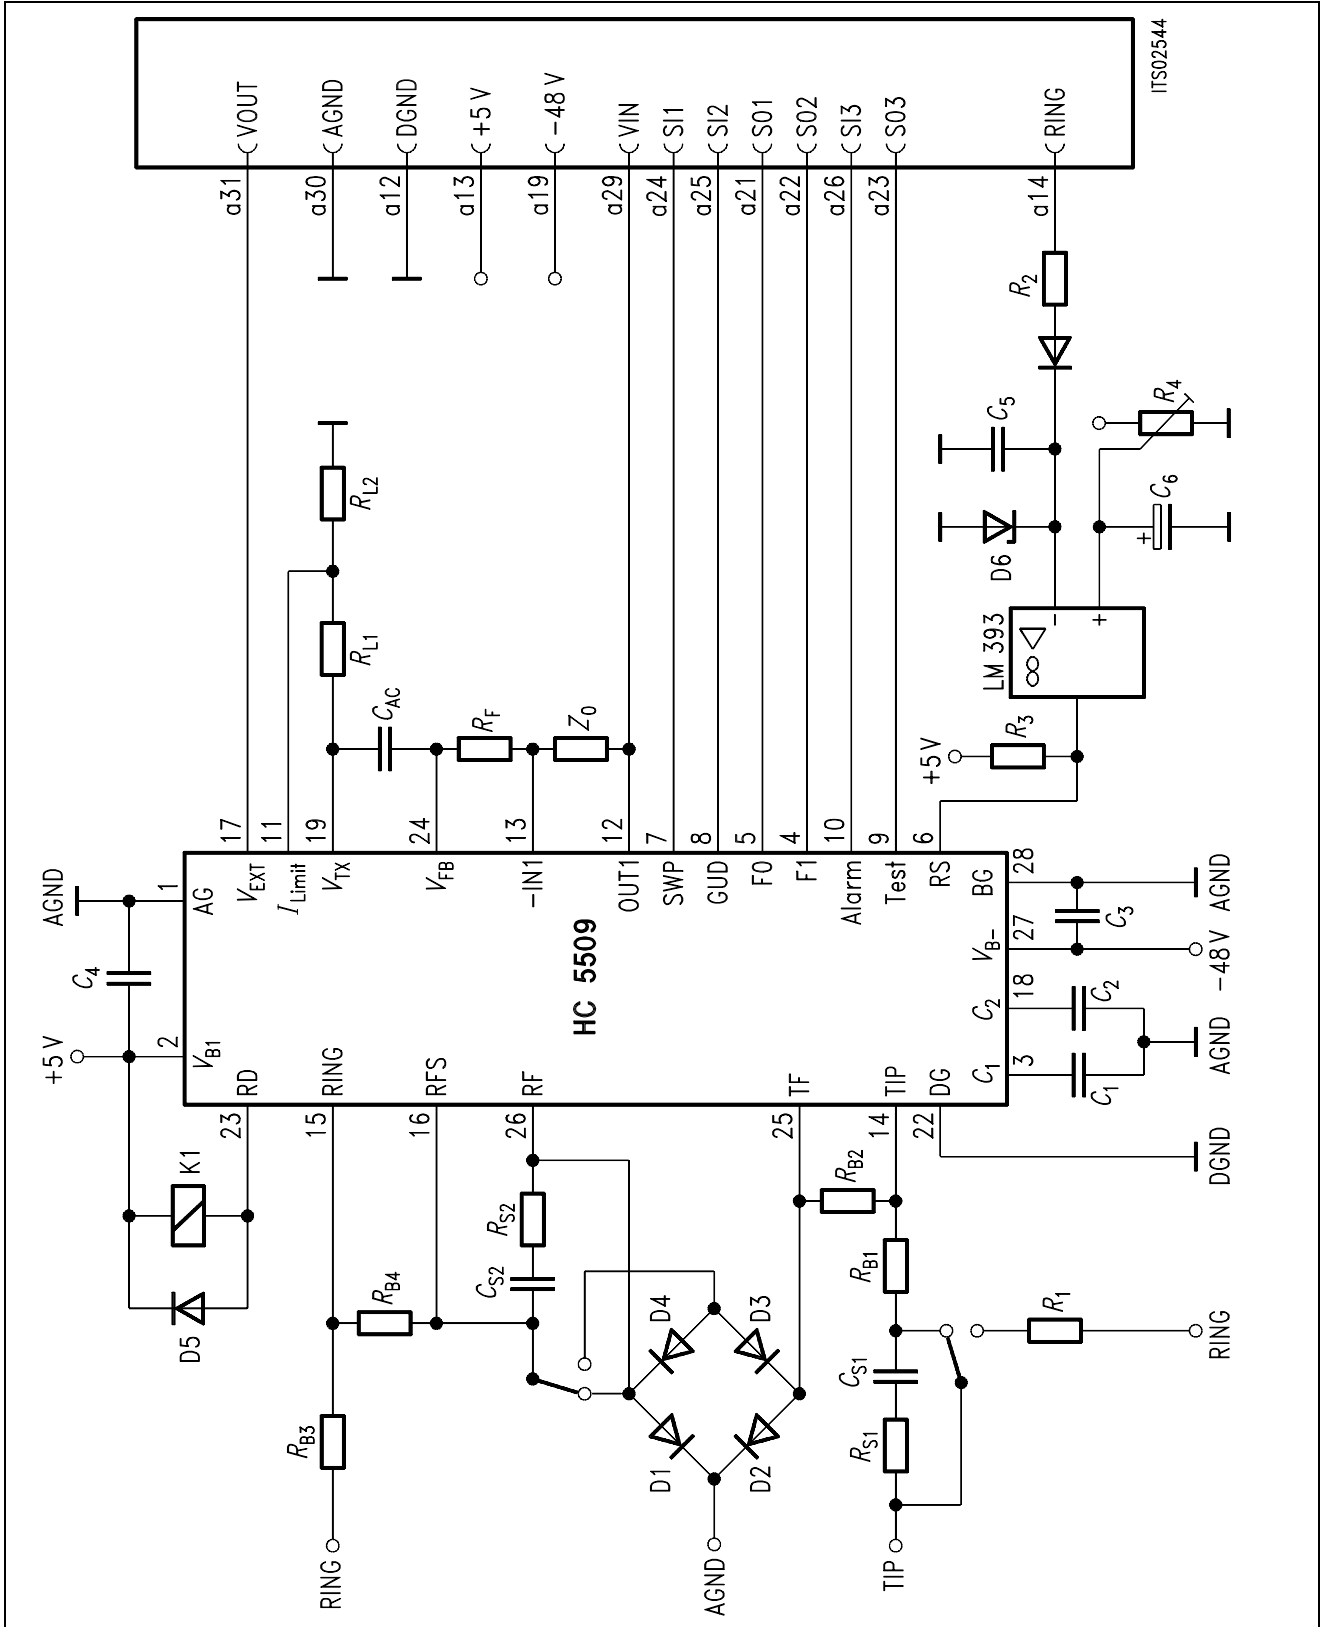 ITS02544
VOUT
AGND
DGND
+5 V
-48 V
VIN
SI1
SI2
SO1
SO2
SI3
SO3
RING
a31
a30
a12
a13
a19
a29
a24
a25
a21
a22
a26
a23
a14
R2
C5
R4
D6
C6
RL2
RL1
LM 393
∞
-
+
+
CAC
RF
Z0
R3
+5 V
17
11
19
24
13
12
7
8
5
4
10
9
6
AGND
1
AG
VEXT
ILimit
VTX
VFB
-IN1
OUT1
SWP
GUD
F0
F1
Alarm
Test
RS
BG
28
AGND
C4
HC 5509
VB-
27
C3
-48 V
C2
18
C2
+5 V
2
VB1
RD
RING
RFS
RF
TF
TIP
DG
C1
3
C1
AGND
23
15
16
26
25
14
22
DGND
K1
RS2
RB2
D5
RB4
CS2
D4
D3
RB1
R1
RING
RB3
D1
D2
CS1
RS1
RING
AGND
TIP